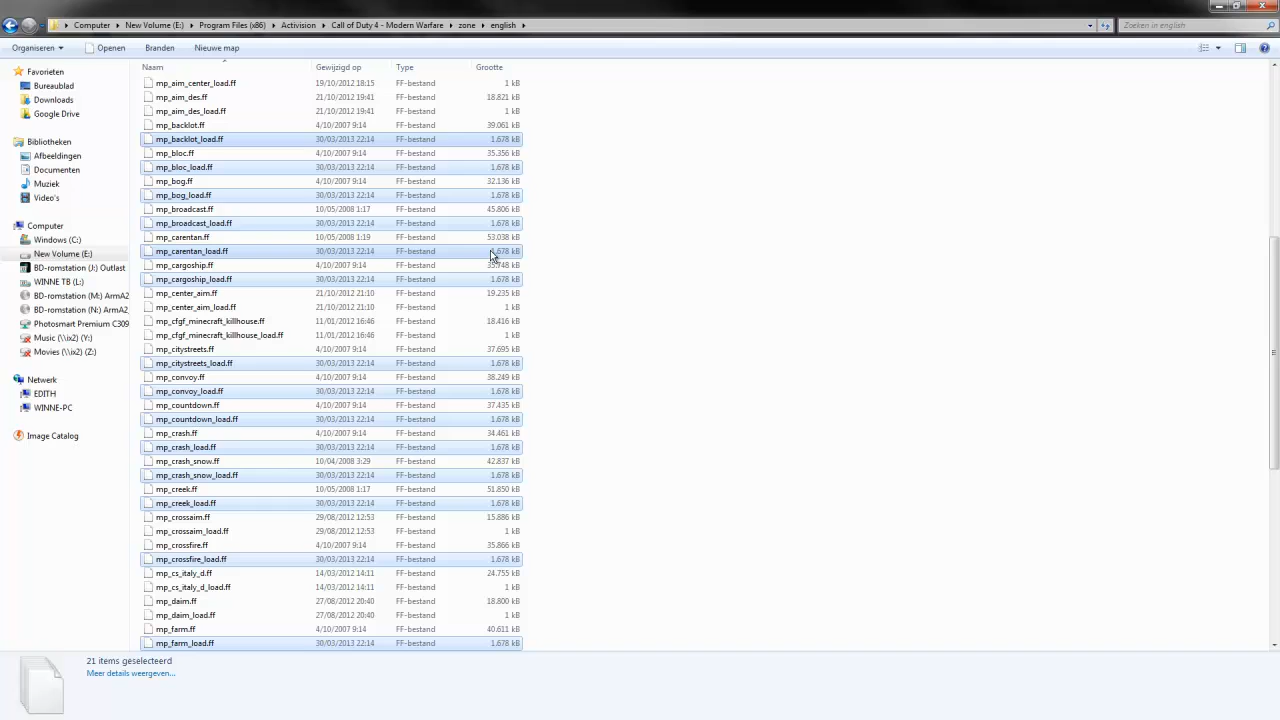 Computer ▸ New Volume (E:) ▸ Program Files (x86) ▸ Activision ▸ Call of Duty 4 - Modern Warfare ▸ zone ▸ english ▸
Zoeken in english
Organiseren Openen Branden Nieuwe map
Favorieten
Bureaublad
Downloads
Google Drive
Bibliotheken
Afbeeldingen
Documenten
Muziek
Video's
Computer
Windows (C:)
New Volume (E:)
BD-romstation (J:) Outlast
WINNE TB (L:)
BD-romstation (M:) ArmA2
BD-romstation (N:) ArmA2_
Photosmart Premium C309
Music (\\ix2) (Y:)
Movies (\\ix2) (Z:)
Netwerk
EDITH
WINNE-PC
Image Catalog
Naam Gewijzigd op Type Grootte
mp_aim_center_load.ff 19/10/2012 18:15 FF-bestand 1 kB
mp_aim_des.ff 21/10/2012 19:41 FF-bestand 18.821 kB
mp_aim_des_load.ff 21/10/2012 19:41 FF-bestand 1 kB
mp_backlot.ff 4/10/2007 9:14 FF-bestand 39.061 kB
mp_backlot_load.ff 30/03/2013 22:14 FF-bestand 1.678 kB
mp_bloc.ff 4/10/2007 9:14 FF-bestand 35.356 kB
mp_bloc_load.ff 30/03/2013 22:14 FF-bestand 1.678 kB
mp_bog.ff 4/10/2007 9:14 FF-bestand 32.136 kB
mp_bog_load.ff 30/03/2013 22:14 FF-bestand 1.678 kB
mp_broadcast.ff 10/05/2008 1:17 FF-bestand 45.806 kB
mp_broadcast_load.ff 30/03/2013 22:14 FF-bestand 1.678 kB
mp_carentan.ff 10/05/2008 1:19 FF-bestand 53.038 kB
mp_carentan_load.ff 30/03/2013 22:14 FF-bestand 1.678 kB
mp_cargoship.ff 4/10/2007 9:14 FF-bestand kB
mp_cargoship_load.ff 30/03/2013 22:14 FF-bestand 1.678 kB
mp_center_aim.ff 21/10/2012 21:10 FF-bestand 19.235 kB
mp_center_aim_load.ff 21/10/2012 21:10 FF-bestand 1 kB
mp_cfgf_minecraft_killhouse.ff 11/01/2012 16:46 FF-bestand 18.416 kB
mp_cfgf_minecraft_killhouse_load.ff 11/01/2012 16:46 FF-bestand 1 kB
mp_citystreets.ff 4/10/2007 9:14 FF-bestand 37.695 kB
mp_citystreets_load.ff 30/03/2013 22:14 FF-bestand 1.678 kB
mp_convoy.ff 4/10/2007 9:14 FF-bestand 38.249 kB
mp_convoy_load.ff 30/03/2013 22:14 FF-bestand 1.678 kB
mp_countdown.ff 4/10/2007 9:14 FF-bestand 37.435 kB
mp_countdown_load.ff 30/03/2013 22:14 FF-bestand 1.678 kB
mp_crash.ff 4/10/2007 9:14 FF-bestand 34.461 kB
mp_crash_load.ff 30/03/2013 22:14 FF-bestand 1.678 kB
mp_crash_snow.ff 10/04/2008 3:29 FF-bestand 42.837 kB
mp_crash_snow_load.ff 30/03/2013 22:14 FF-bestand 1.678 kB
mp_creek.ff 10/05/2008 1:17 FF-bestand 51.850 kB
mp_creek_load.ff 30/03/2013 22:14 FF-bestand 1.678 kB
mp_crossaim.ff 29/08/2012 12:53 FF-bestand 15.886 kB
mp_crossaim_load.ff 29/08/2012 12:53 FF-bestand 1 kB
mp_crossfire.ff 4/10/2007 9:14 FF-bestand 35.866 kB
mp_crossfire_load.ff 30/03/2013 22:14 FF-bestand 1.678 kB
mp_cs_italy_d.ff 14/03/2012 14:11 FF-bestand 24.755 kB
mp_cs_italy_d_load.ff 14/03/2012 14:11 FF-bestand 1 kB
mp_daim.ff 27/08/2012 20:40 FF-bestand 18.800 kB
mp_daim_load.ff 27/08/2012 20:40 FF-bestand 1 kB
mp_farm.ff 4/10/2007 9:14 FF-bestand 40.611 kB
mp_farm_load.ff 30/03/2013 22:14 FF-bestand 1.678 kB
21 items geselecteerd
Meer details weergeven...